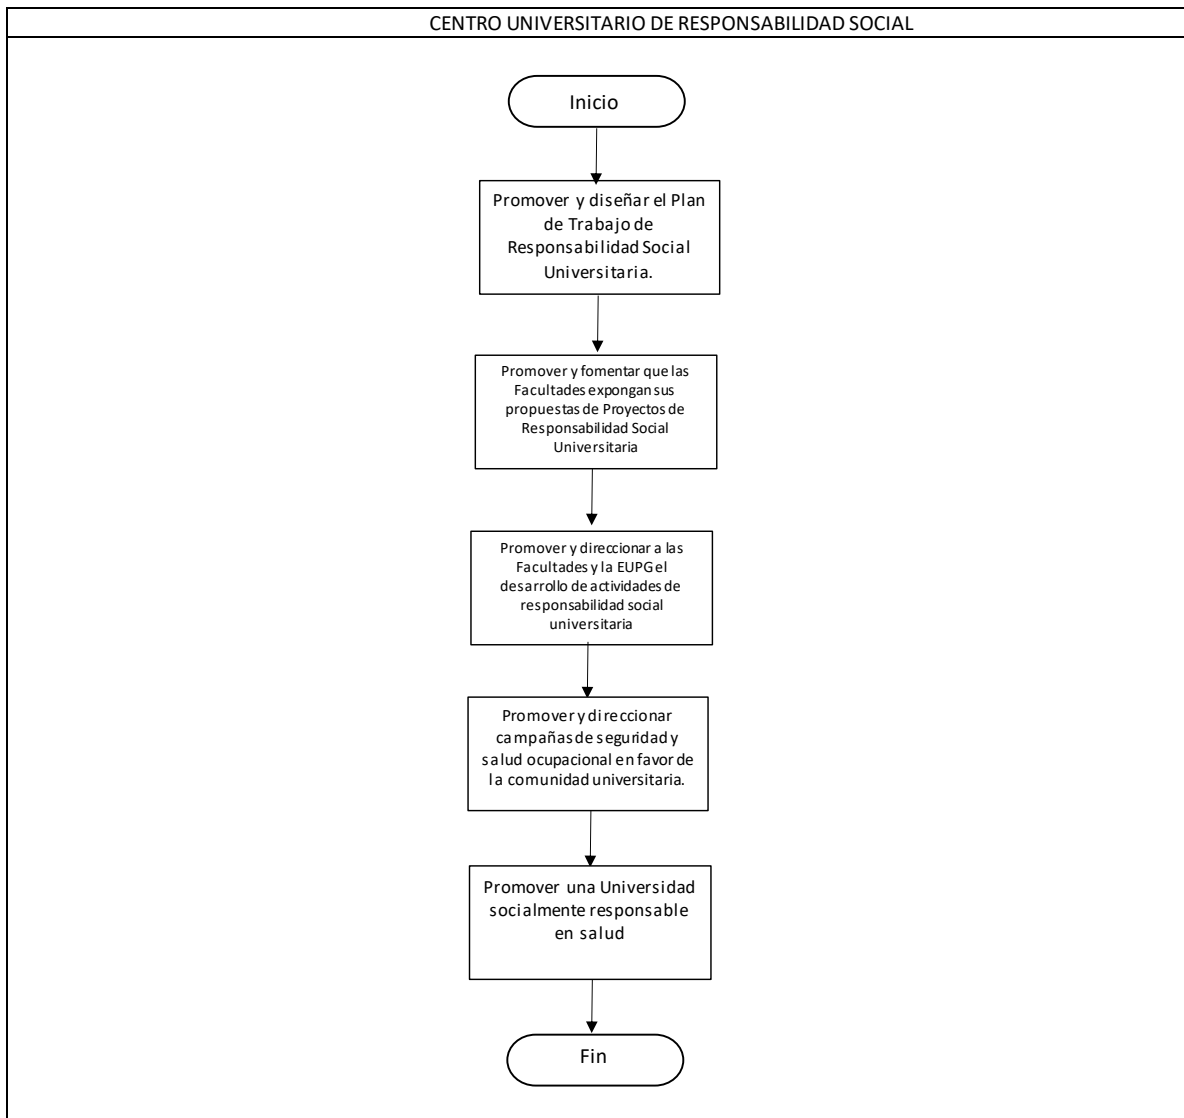 CENTRO UNIVERSITARIO DE RESPONSABILIDAD SOCIAL
Inicio
Promover y diseñar el Plan
de Trabajo de
Responsabilidad Social
Universitaria.
Promover y fomentar que las
Facultades expongan sus
propuestas de Proyectos de
Responsabilidad Social
Universitaria
Promover y direccionar a las
Facultades y la EUPG el
desarrollo de actividades de
responsabilidad social
universitaria
Promover y direccionar
campañas de seguridad y
salud ocupacional en favor de
la comunidad universitaria.
Promover una Universidad
socialmente responsable
en salud
Fin